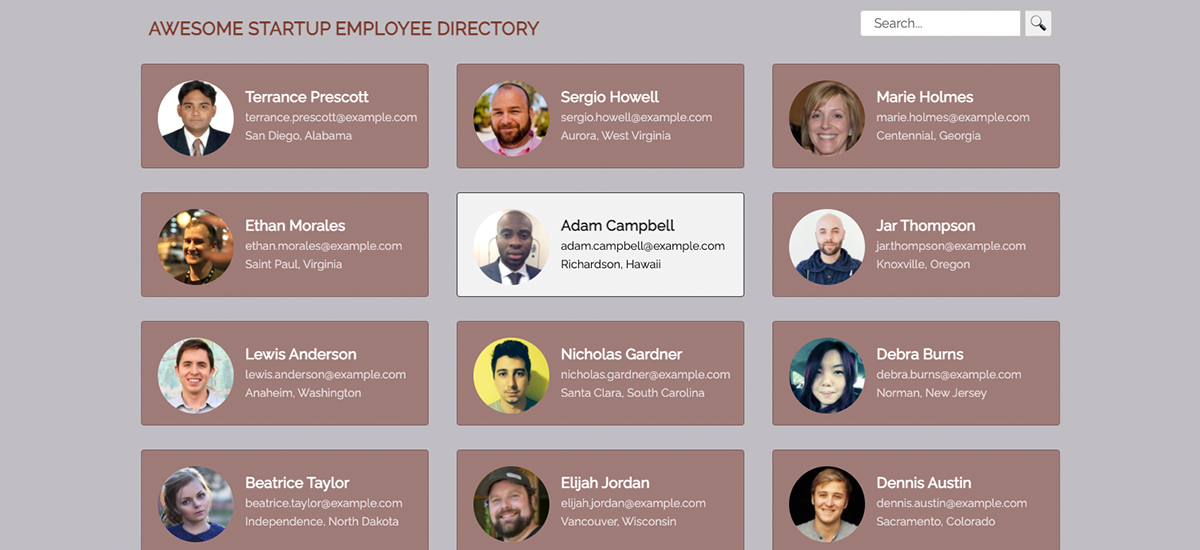 AWESOME STARTUP EMPLOYEE DIRECTORY
Search...
Terrance Prescott
terrance.prescott@example.com
San Diego, Alabama
Sergio Howell
sergio.howell@example.com
Aurora, West Virginia
Marie Holmes
marie.holmes@example.com
Centennial, Georgia
Ethan Morales
ethan.morales@example.com
Saint Paul, Virginia
Adam Campbell
adam.campbell@example.com
Richardson, Hawaii
Jar Thompson
jar.thompson@example.com
Knoxville, Oregon
Lewis Anderson
lewis.anderson@example.com
Anaheim, Washington
Nicholas Gardner
nicholas.gardner@example.com
Santa Clara, South Carolina
Debra Burns
debra.burns@example.com
Norman, New Jersey
Beatrice Taylor
beatrice.taylor@example.com
Independence, North Dakota
Elijah Jordan
elijah.jordan@example.com
Vancouver, Wisconsin
Dennis Austin
dennis.austin@example.com
Sacramento, Colorado